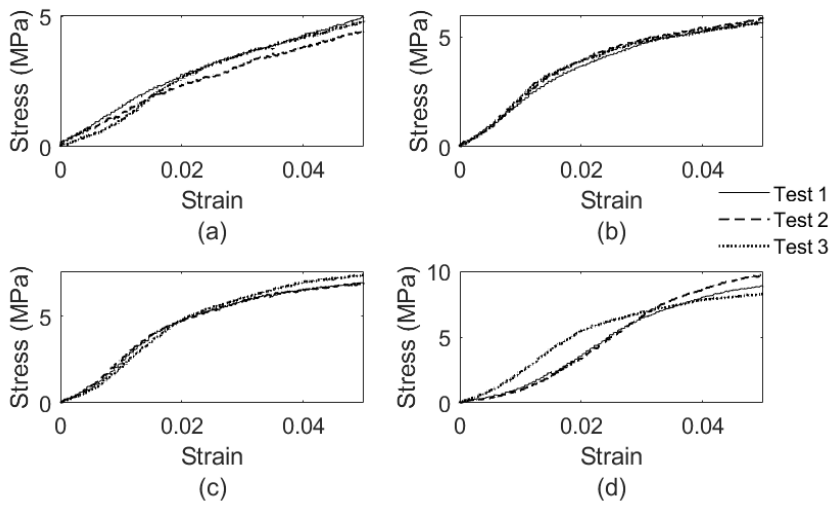 5
Stress (MPa)
0
0
0.02
0.04
Strain
(a)
5
Stress (MPa)
0
0
0.02
0.04
Strain
(b)
Test 1
Test 2
Test 3
5
Stress (MPa)
0
0
0.02
0.04
Strain
(c)
10
5
Stress (MPa)
0
0
0.02
0.04
Strain
(d)